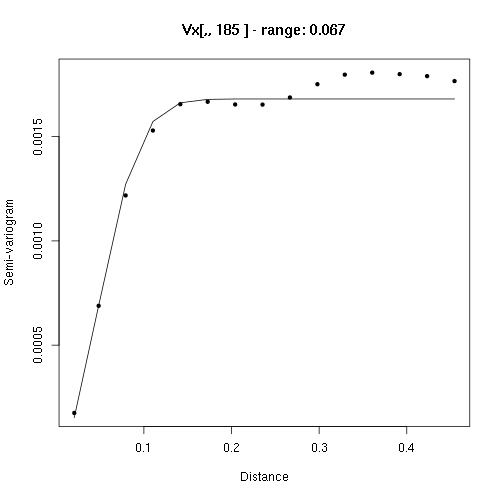 Vx[,, 185 ] - range: 0.067
0.0015
0.0010
0.0005
Semi-variogram
0.1 0.2 0.3 0.4
Distance